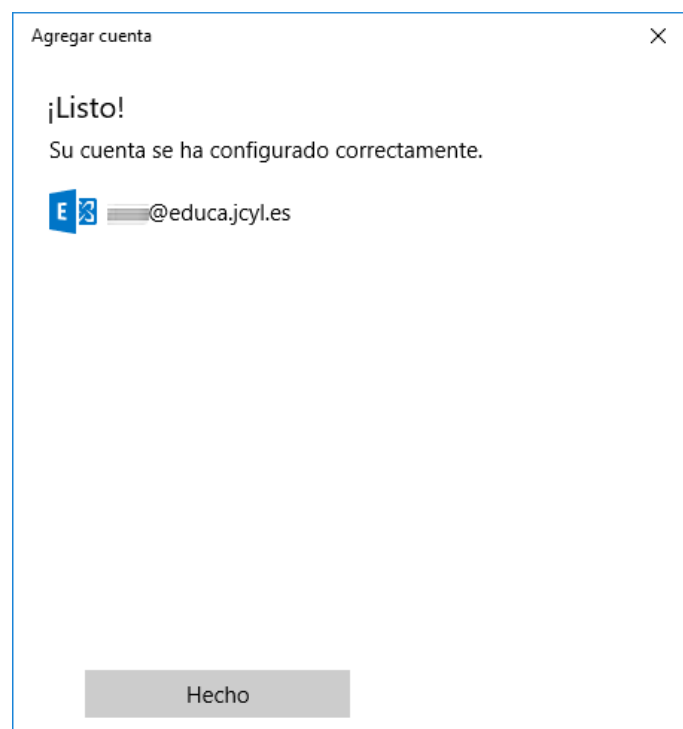 Agregar cuenta
¡Listo!
Su cuenta se ha configurado correctamente.
E @educa.jcyl.es
Hecho